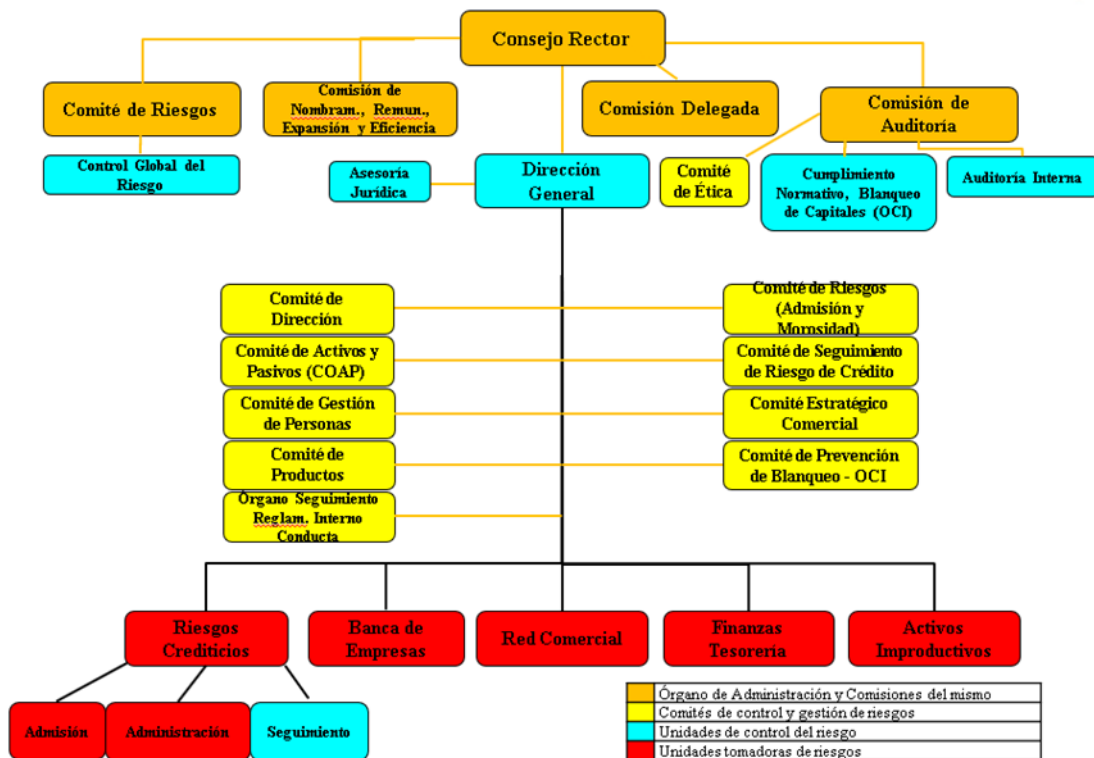 Consejo Rector
Comité de Riesgos
Comisión de
Nombram., Remun.,
Expansión y Eficiencia
Comisión Delegada
Comisión de
Auditoría
Control Global del
Riesgo
Asesoría
Jurídica
Dirección
General
Comité
de Ética
Cumplimiento
Normativo, Blanqueo
de Capitales (OCI)
Auditoría Interna
Comité de
Dirección
Comité de Riesgos
(Admisión y
Morosidad)
Comité de Activos y
Pasivos (COAP)
Comité de Seguimiento
de Riesgo de Crédito
Comité de Gestión
de Personas
Comité Estratégico
Comercial
Comité de
Productos
Comité de Prevención
de Blanqueo - OCI
Órgano Seguimiento
Reglam. Interno
Conducta
Riesgos
Crediticios
Banca de
Empresas
Red Comercial
Finanzas
Tesorería
Activos
Improductivos
Admisión
Administración
Seguimiento
Órgano de Administración y Comisiones del mismo
Comités de control y gestión de riesgos
Unidades de control del riesgo
Unidades tomadoras de riesgos